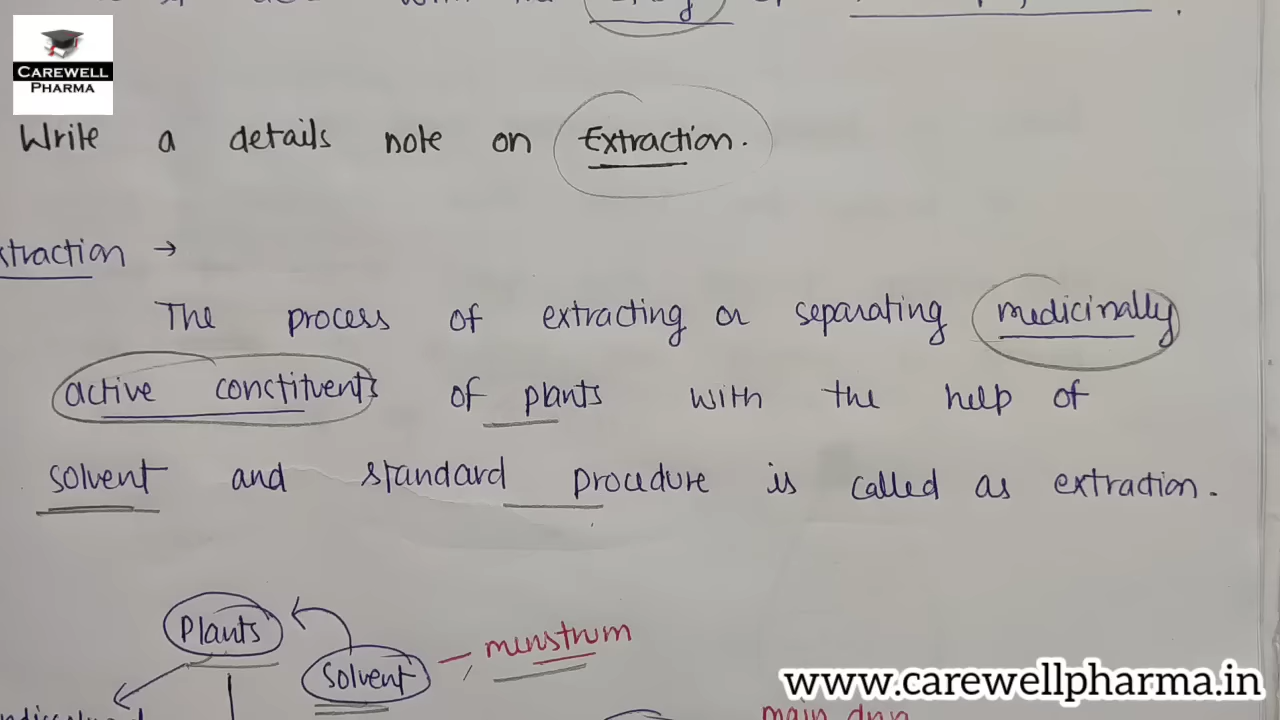 CAREWELL
PHARMA
Write a details note on Extraction.
xtraction →
The process of extracting or separating medicinally
active constituents of plants with the help of
solvent and standard procedure is called as extraction.
Plants
Solvent — menstrum
www.carewellpharma.in